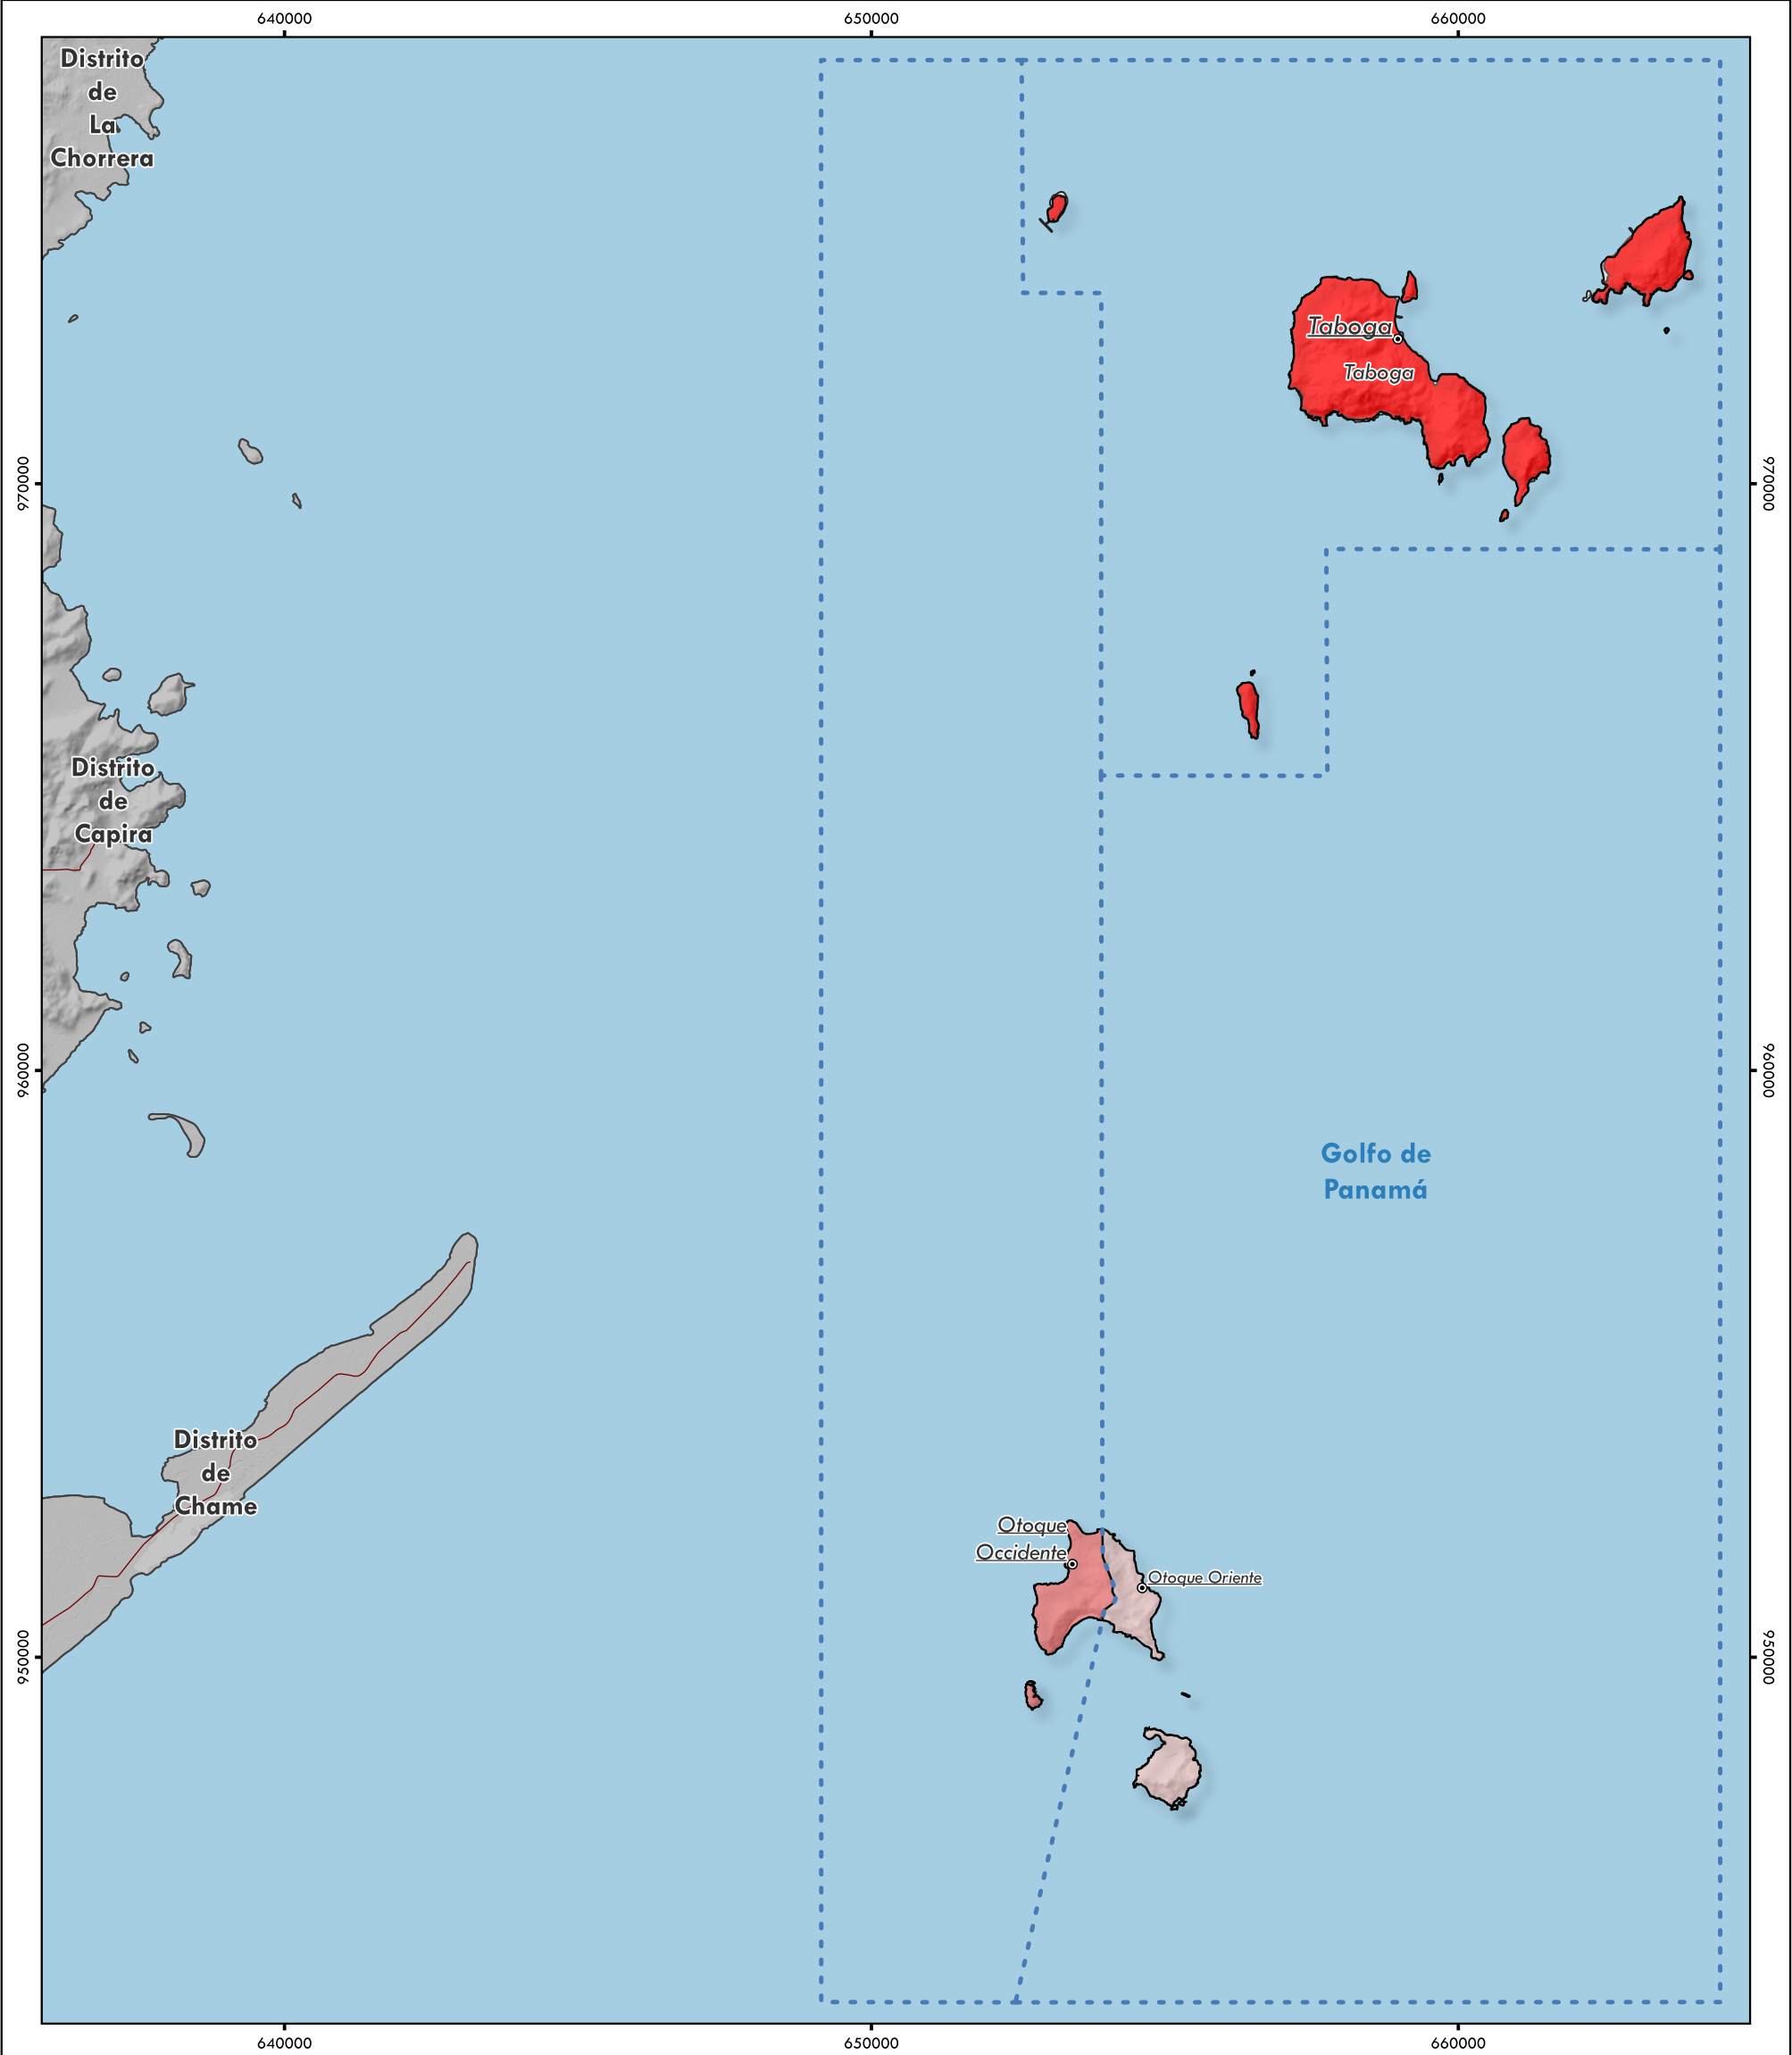 640000
650000
660000
Distrito
de
La
Chorrera
Taboga
Taboga
970000
970000
Distrito
de
Capira
960000
960000
Golfo de
Panamá
Distrito
de
Chame
Otoque
Occidente
Otoque Oriente
950000
950000
640000
650000
660000